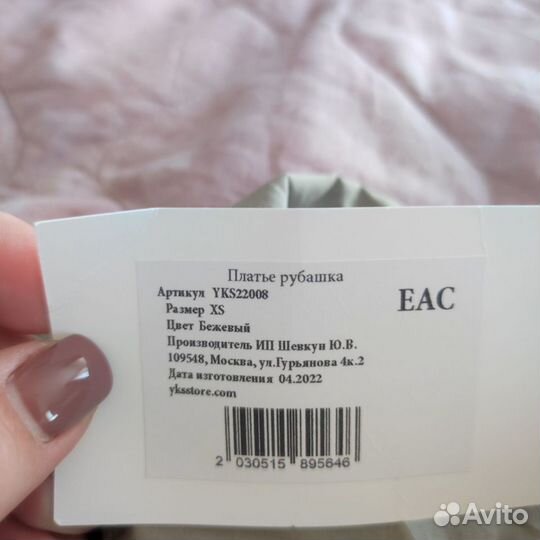 Платье рубашка
Артикул YKS22008
Размер XS
Цвет Бежевый
Производитель ИП Шевкун Ю.В.
109548, Москва, ул.Гурьянова 4к.2
Дата изготовления 04.2022
yksstore.com
EAC
2 030515 895646
Avito